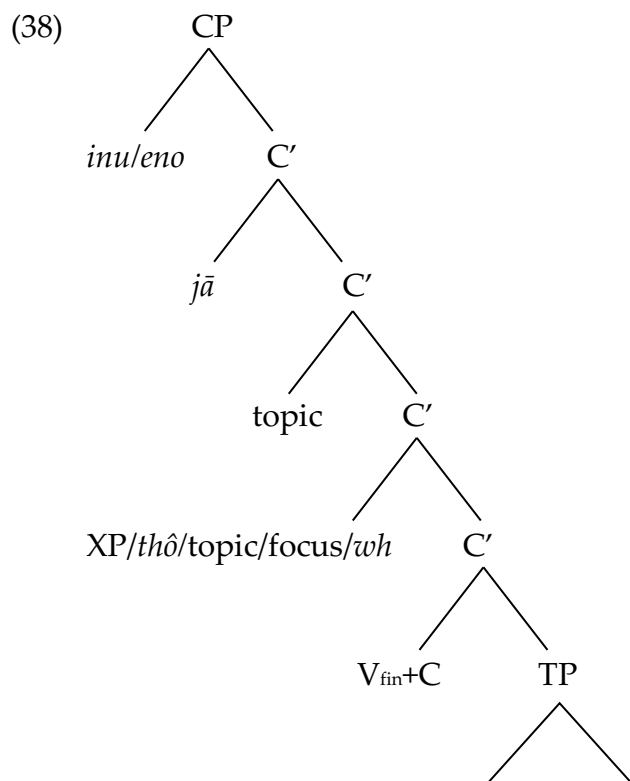 (38) CP
inu/eno C′
jā C′
topic C′
XP/thô/topic/focus/wh C′
Vfin+C TP